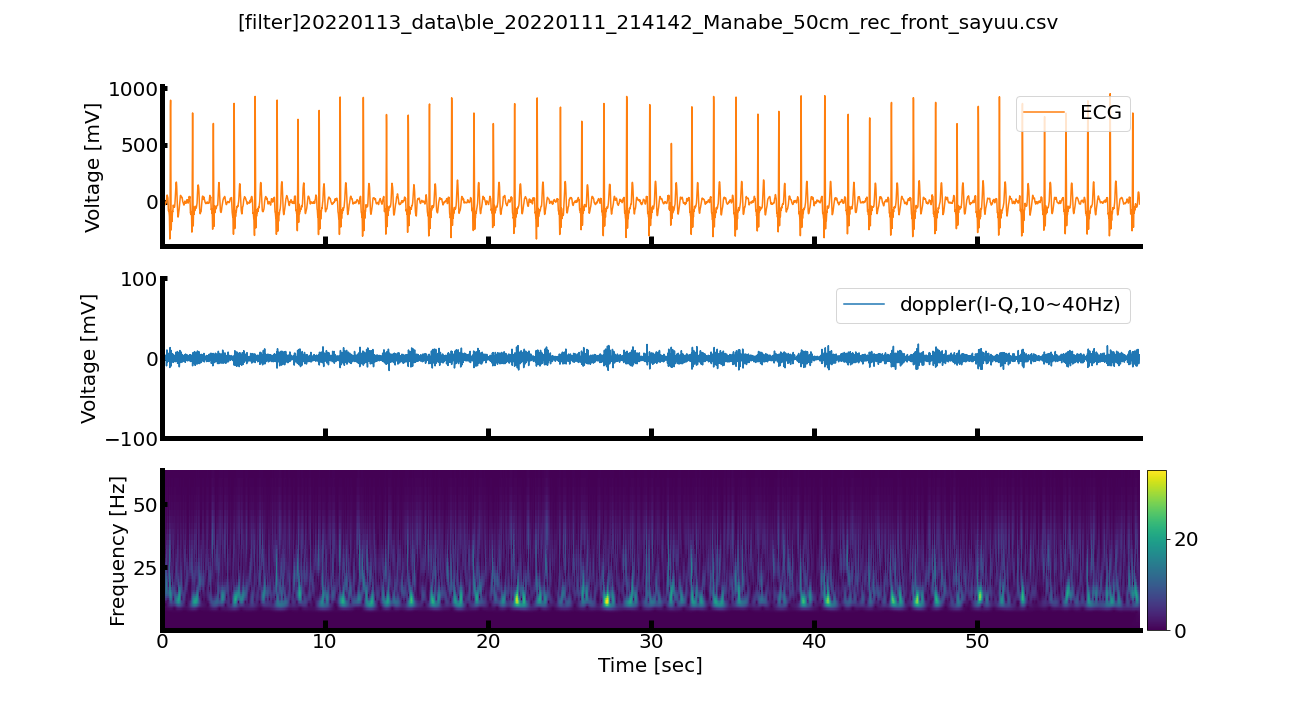 [filter]20220113_data\ble_20220111_214142_Manabe_50cm_rec_front_sayuu.csv
Voltage [mV]
1000
500
0
ECG
Voltage [mV]
100
0
−100
doppler(I-Q,10~40Hz)
Frequency [Hz]
50
25
20
0
0 10 20 30 40 50
Time [sec]